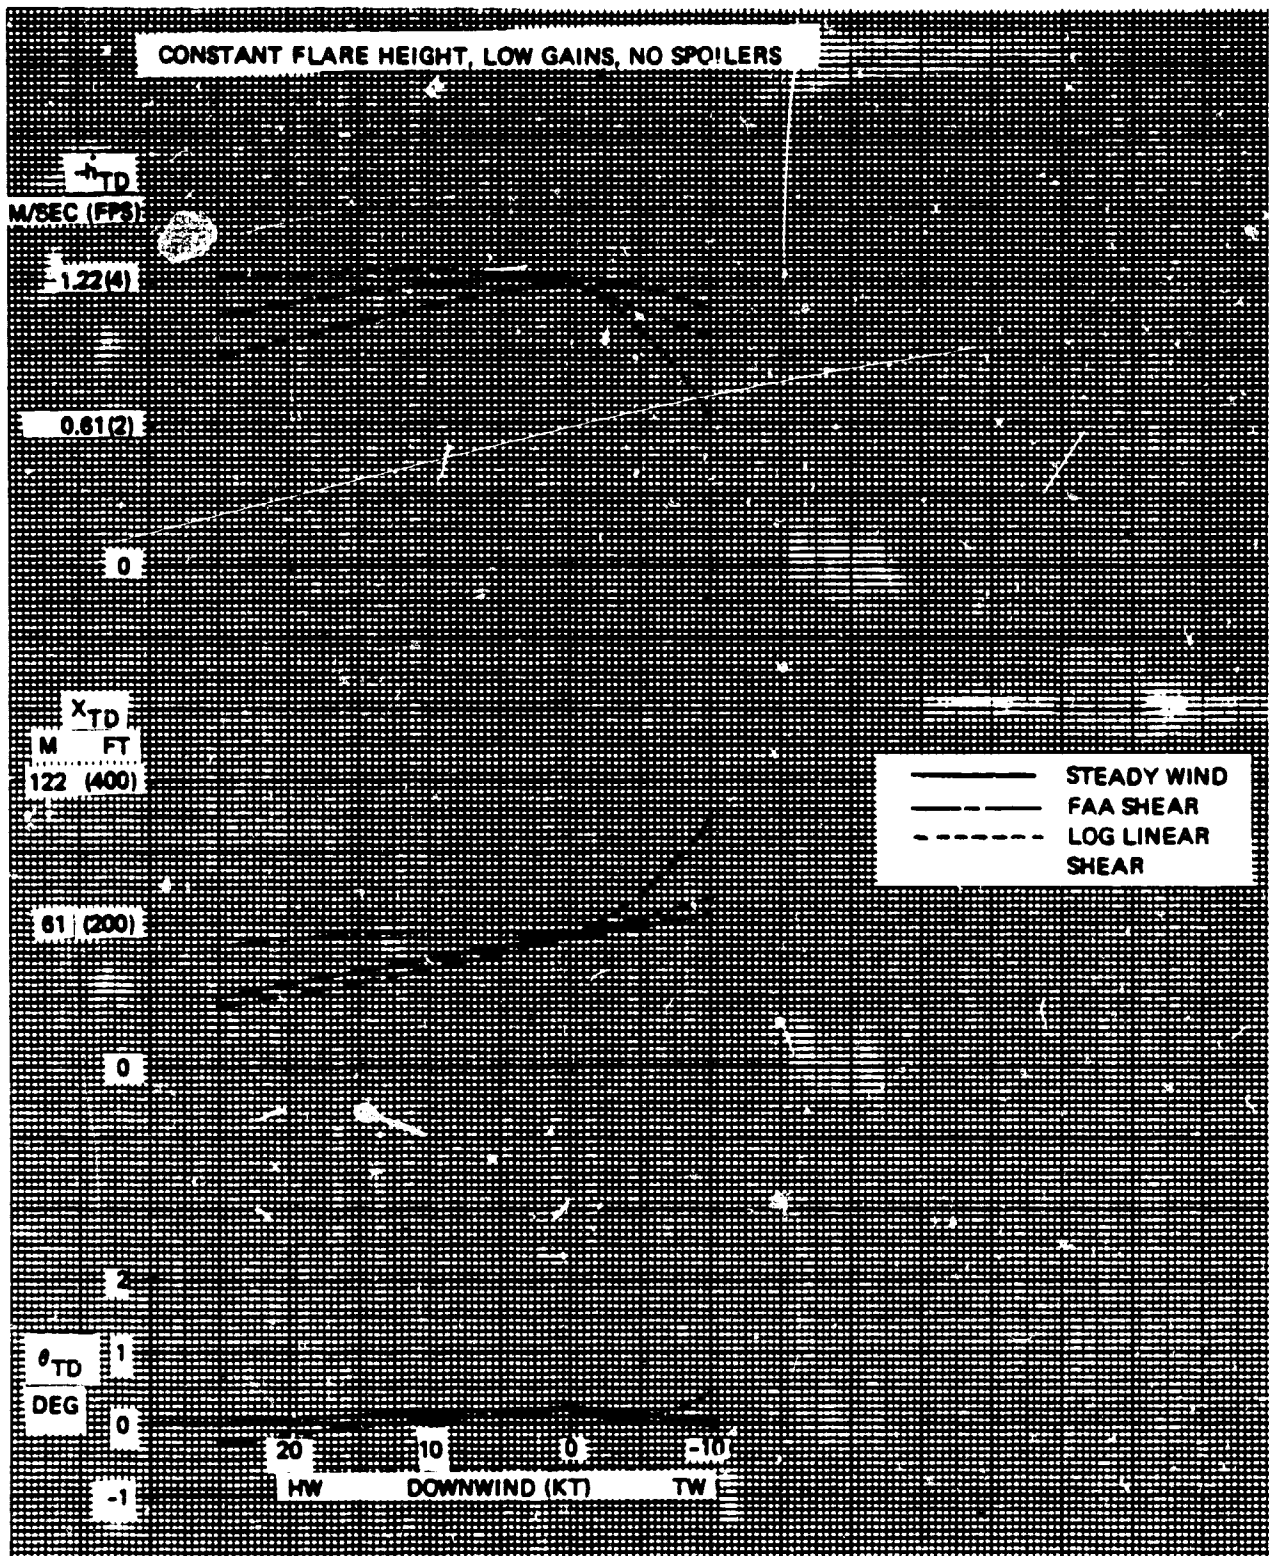 CONSTANT FLARE HEIGHT, LOW GAINS, NO SPOILERS
-ḣTD
M/SEC (FPS)
1.22(4)
0.61(2)
0
XTD
M FT
122 (400)
STEADY WIND
FAA SHEAR
LOG LINEAR
SHEAR
61 (200)
0
2
1
θTD
DEG
0
20 10 0 -10
HW DOWNWIND (KT) TW
-1